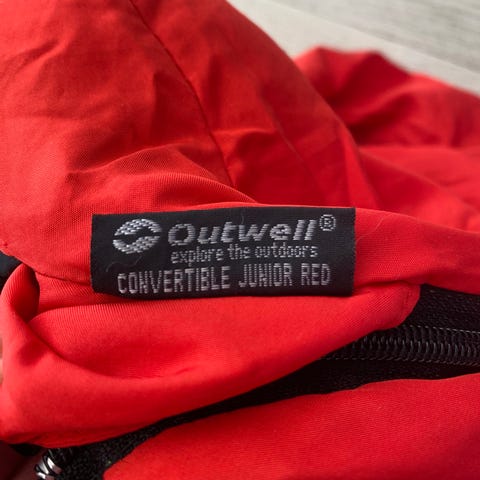 Outwell®
explore the outdoors
CONVERTIBLE JUNIOR RED